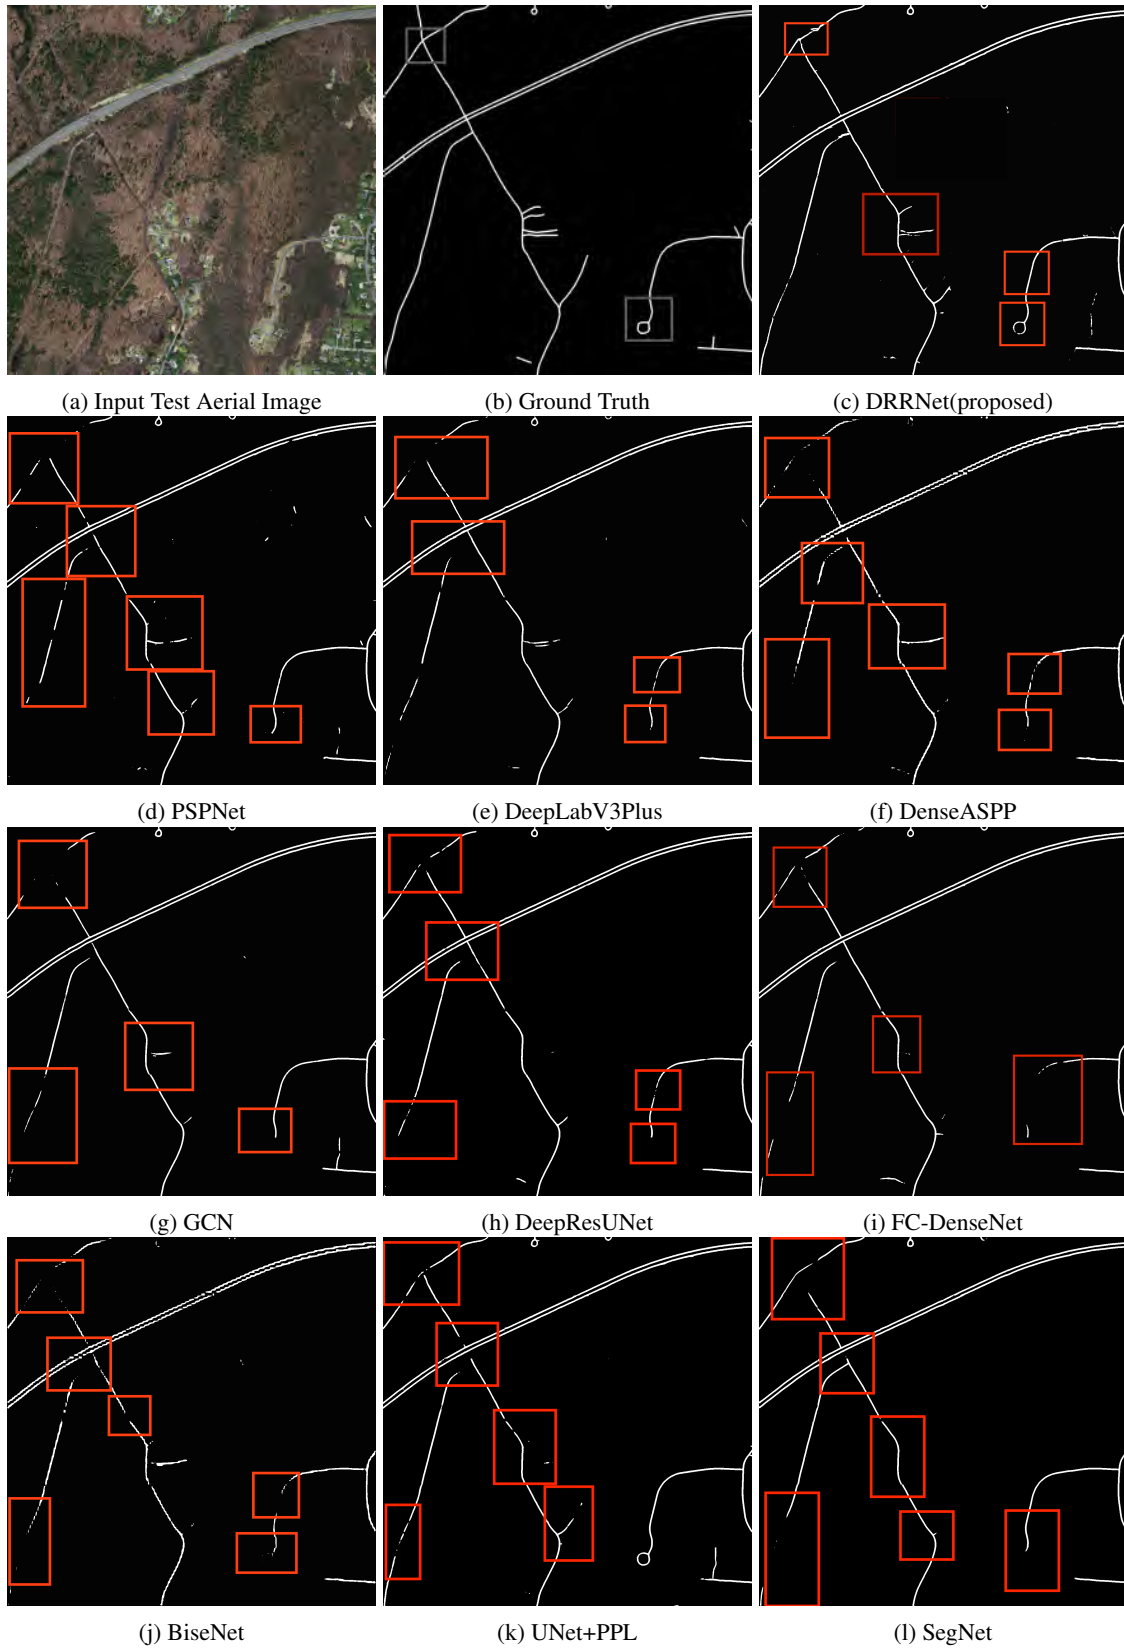 (a) Input Test Aerial Image
(b) Ground Truth
(c) DRRNet(proposed)
(d) PSPNet
(e) DeepLabV3Plus
(f) DenseASPP
(g) GCN
(h) DeepResUNet
(i) FC-DenseNet
(j) BiseNet
(k) UNet+PPL
(l) SegNet